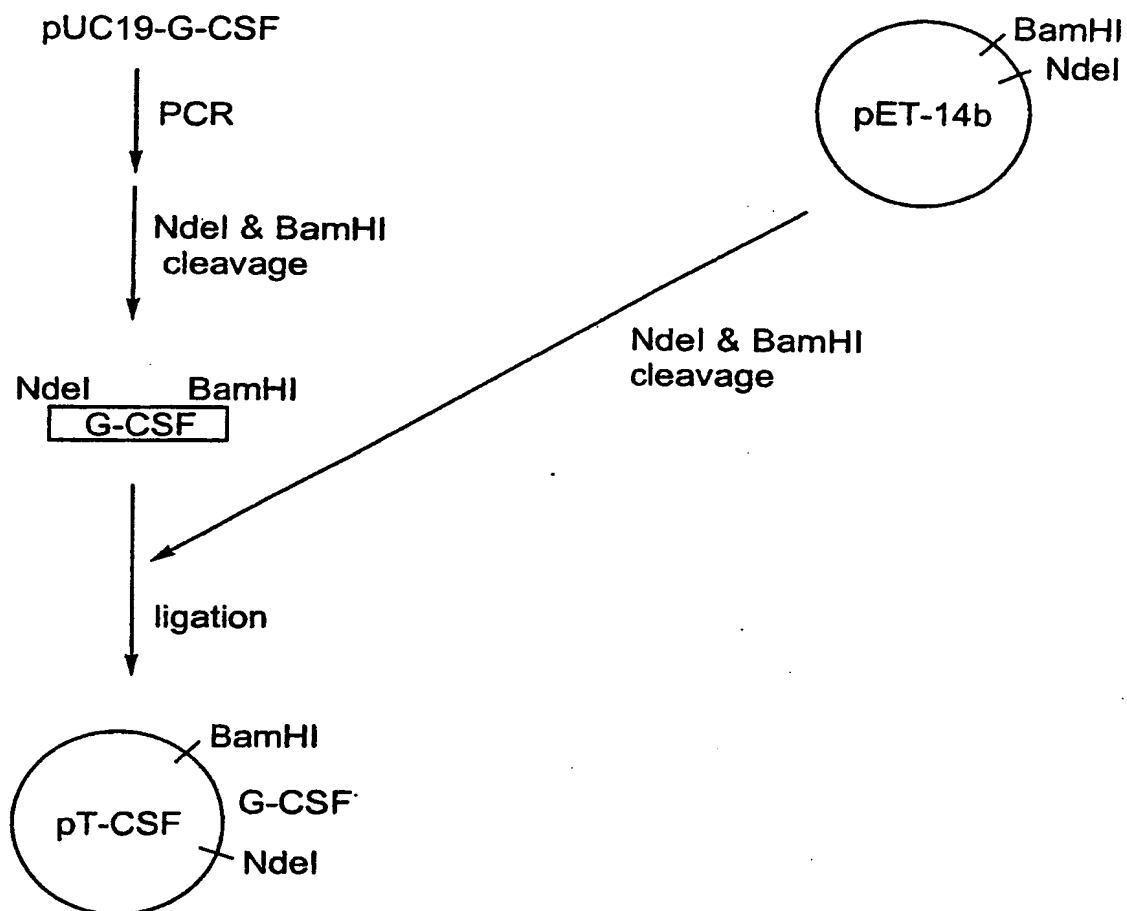 pUC19-G-CSF
PCR
NdeI & BamHI
cleavage
NdeI BamHI
G-CSF
BamHI
NdeI
pET-14b
NdeI & BamHI
cleavage
ligation
BamHI
G-CSF
pT-CSF
NdeI